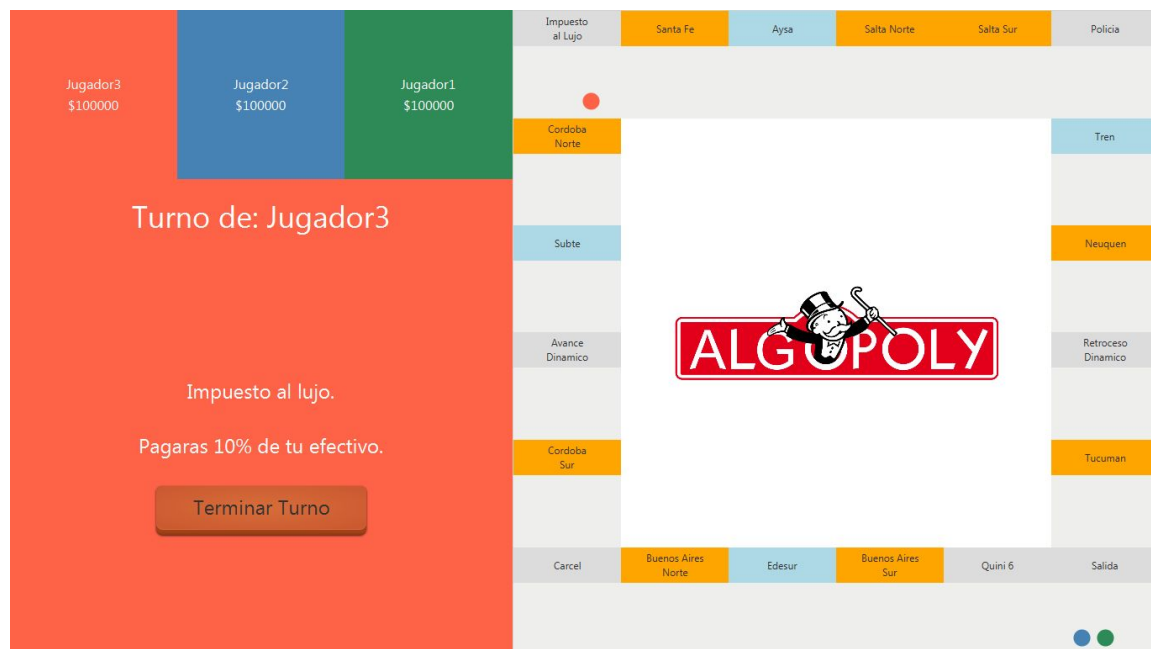 Jugador3
$100000
Jugador2
$100000
Jugador1
$100000
Turno de: Jugador3
Impuesto al lujo.
Pagaras 10% de tu efectivo.
Terminar Turno
Impuesto
al Lujo
Santa Fe
Aysa
Salta Norte
Salta Sur
Policia
Cordoba
Norte
Tren
Subte
Neuquen
Avance
Dinamico
ALGOPOLY
Retroceso
Dinamico
Cordoba
Sur
Tucuman
Carcel
Buenos Aires
Norte
Edesur
Buenos Aires
Sur
Quini 6
Salida